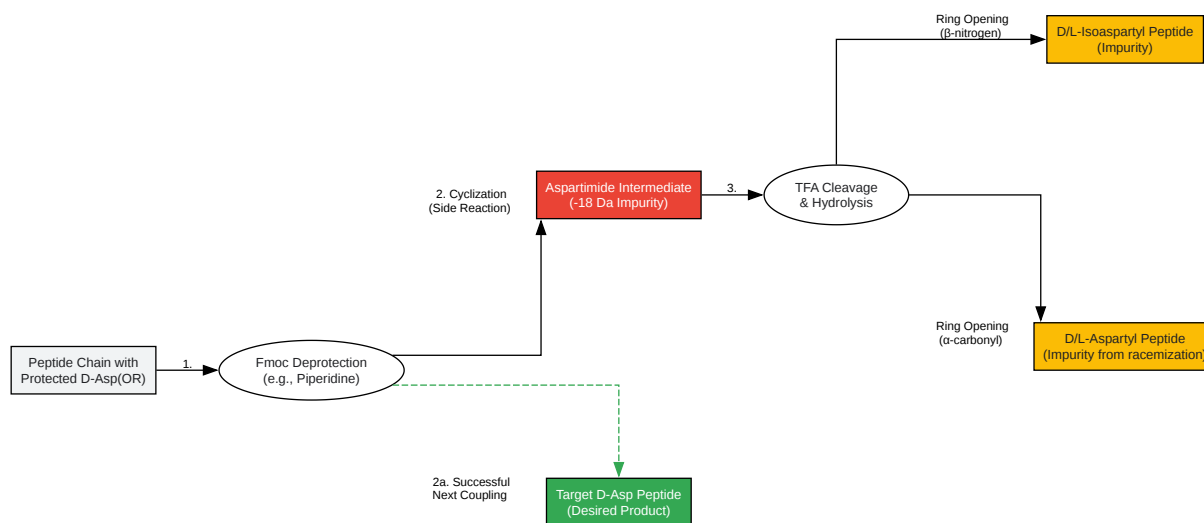 Ring Opening
(β-nitrogen)
D/L-Isoaspartyl Peptide
(Impurity)
2. Cyclization
(Side Reaction)
Aspartimide Intermediate
(-18 Da Impurity)
3.
TFA Cleavage
& Hydrolysis
Ring Opening
(α-carbonyl)
D/L-Aspartyl Peptide
(Impurity from racemization)
Peptide Chain with
Protected D-Asp(OR)
1.
Fmoc Deprotection
(e.g., Piperidine)
2a. Successful
Next Coupling
Target D-Asp Peptide
(Desired Product)